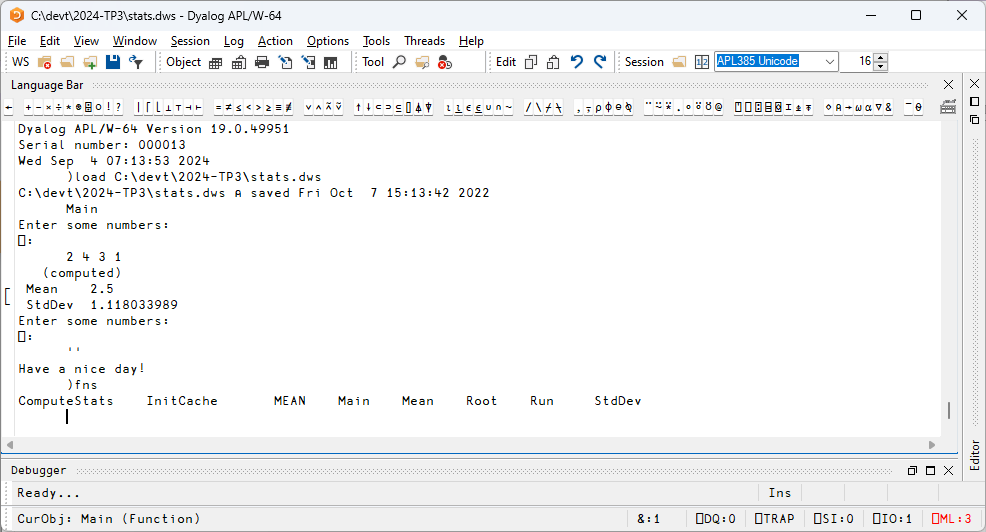 C:\devt\2024-TP3\stats.dws - Dyalog APL/W-64
File Edit View Window Session Log Action Options Tools Threads Help
WS Object Tool Edit Session APL385 Unicode 16
Language Bar
Dyalog APL/W-64 Version 19.0.49951
Serial number: 000013
Wed Sep  4 07:13:53 2024
      )load C:\devt\2024-TP3\stats.dws
C:\devt\2024-TP3\stats.dws A saved Fri Oct  7 15:13:42 2022
      Main
Enter some numbers:
⎕:
      2 4 3 1
   (computed)
 Mean    2.5
 StdDev  1.118033989
Enter some numbers:
⎕:
      ''
Have a nice day!
      )fns
ComputeStats    InitCache       MEAN    Main    Mean    Root    Run     StdDev
Editor
Debugger
Ready...
Ins
CurObj: Main (Function)
&:1
⎕DQ:0
⎕TRAP
⎕SI:0
⎕IO:1
⎕ML:3